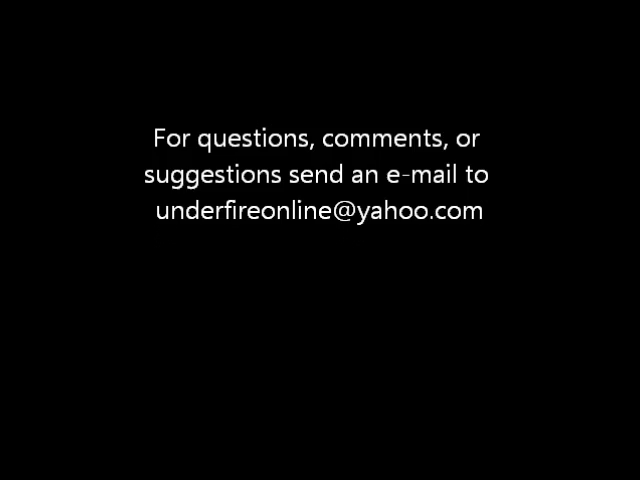 For questions, comments, or
suggestions send an e-mail to
underfireonline@yahoo.com